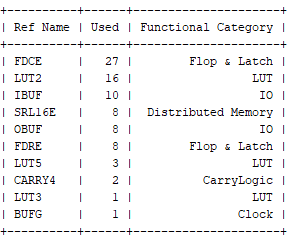 +----------+------+---------------------+
| Ref Name | Used | Functional Category |
+----------+------+---------------------+
| FDCE     |   27 |        Flop & Latch |
| LUT2     |   16 |                 LUT |
| IBUF     |   10 |                  IO |
| SRL16E   |    8 |  Distributed Memory |
| OBUF     |    8 |                  IO |
| FDRE     |    8 |        Flop & Latch |
| LUT5     |    3 |                 LUT |
| CARRY4   |    2 |          CarryLogic |
| LUT3     |    1 |                 LUT |
| BUFG     |    1 |               Clock |
+----------+------+---------------------+